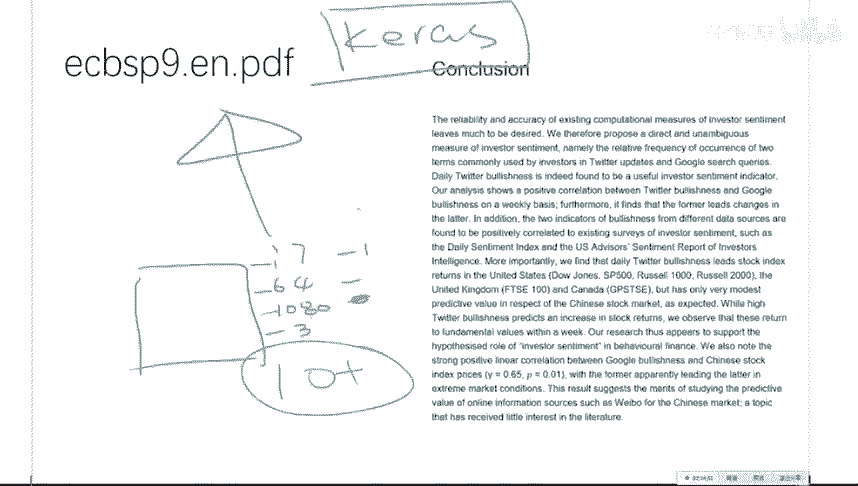 keras
ecbsp9.en.pdf
Conclusion
The reliability and accuracy of existing computational measures of investor sentiment
leaves much to be desired. We therefore propose a direct and unambiguous
measure of investor sentiment, namely the relative frequency of occurrence of two
terms commonly used by investors in Twitter updates and Google search queries.
Daily Twitter bullishness is indeed found to be a useful investor sentiment indicator.
Our analysis shows a positive correlation between Twitter bullishness and Google
bullishness on a weekly basis; furthermore, it finds that the former leads changes in
the latter. In addition, the two indicators of bullishness from different data sources are
found to be positively correlated to existing surveys of investor sentiment, such as
the Daily Sentiment Index and the US Advisors' Sentiment Report of Investors
Intelligence. More importantly, we find that daily Twitter bullishness leads stock index
returns in the United States (Dow Jones, SP500, Russell 1000, Russell 2000), the
United Kingdom (FTSE 100) and Canada (GPSTSE), but has only very modest
predictive value in respect of the Chinese stock market, as expected. While high
Twitter bullishness predicts an increase in stock returns, we observe that these return
to fundamental values within a week. Our research thus appears to support the
hypothesised role of "investor sentiment" in behavioural finance. We also note the
strong positive linear correlation between Google bullishness and Chinese stock
index prices (γ = 0.65, p = 0.01), with the former apparently leading the latter in
extreme market conditions. This result suggests the merits of studying the predictive
value of online information sources such as Weibo for the Chinese market; a topic
that has received little interest in the literature.
17 -1
64 -
1080
3
10+